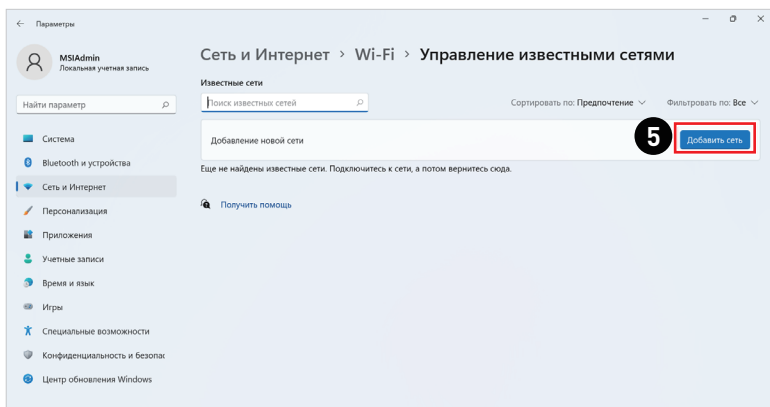 Параметры
MSIAdmin
Локальная учетная запись
Найти параметр
Система
Bluetooth и устройства
Сеть и Интернет
Персонализация
Приложения
Учетные записи
Время и язык
Игры
Специальные возможности
Конфиденциальность и безопас
Центр обновления Windows
Сеть и Интернет > Wi-Fi > Управление известными сетями
Известные сети
Поиск известных сетей
Сортировать по: Предпочтение
Фильтровать по: Все
Добавление новой сети
5
Добавить сеть
Еще не найдены известные сети. Подключитесь к сети, а потом вернитесь сюда.
Получить помощь